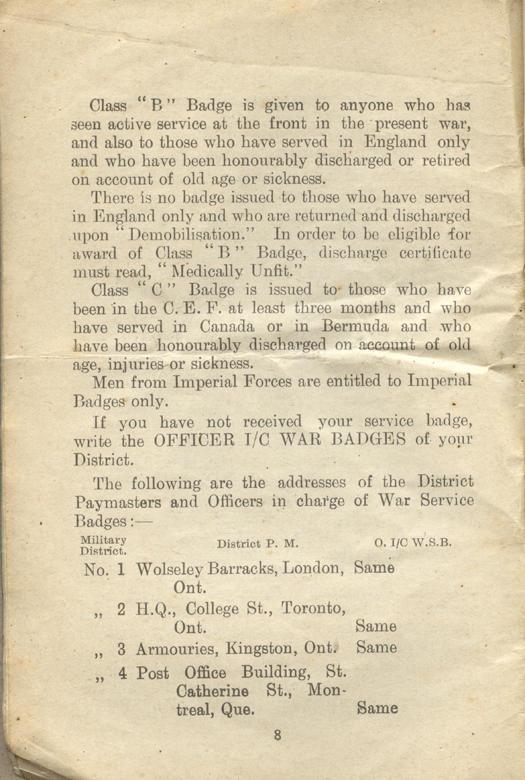 Class "B" Badge is given to anyone who has
seen active service at the front in the present war,
and also to those who have served in England only
and who have been honourably discharged or retired
on account of old age or sickness.
There is no badge issued to those who have served
in England only and who are returned and discharged
upon "Demobilisation." In order to be eligible for
award of Class "B" Badge, discharge certificate
must read, "Medically Unfit."
Class "C" Badge is issued to those who have
been in the C. E. F. at least three months and who
have served in Canada or in Bermuda and who
have been honourably discharged on account of old
age, injuries or sickness.
Men from Imperial Forces are entitled to Imperial
Badges only.
If you have not received your service badge,
write the OFFICER I/C WAR BADGES of your
District.
The following are the addresses of the District
Paymasters and Officers in charge of War Service
Badges:—
Military
District. District P. M. O. I/C W.S.B.
No. 1 Wolseley Barracks, London, Same
Ont.
„ 2 H.Q., College St., Toronto,
Ont. Same
„ 3 Armouries, Kingston, Ont. Same
„ 4 Post Office Building, St.
Catherine St., Mon-
treal, Que. Same
8